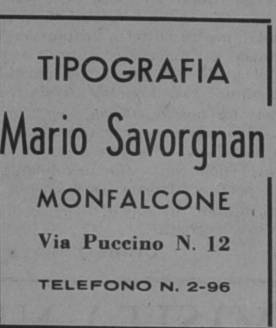 TIPOGRAFIA
Mario Savorgnan
MONFALCONE
Via Puccino N. 12
TELEFONO N. 2-96